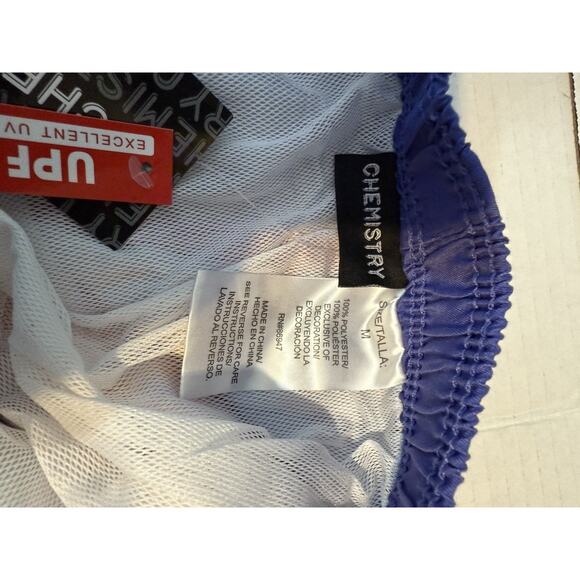 CHEMISTRY
SIZE/TALLA:
M
100% POLYESTER/
100% POLIÉSTER
EXCLUSIVE OF
DECORATION/
EXCLUYENDO LA
DECORACIÓN
RN#86947
MADE IN CHINA/
HECHO EN CHINA
SEE REVERSE FOR CARE
INSTRUCTIONS/
INSTRUCCIONES DE
LAVADO AL REVERSO.
UPF
EXCELLENT UV